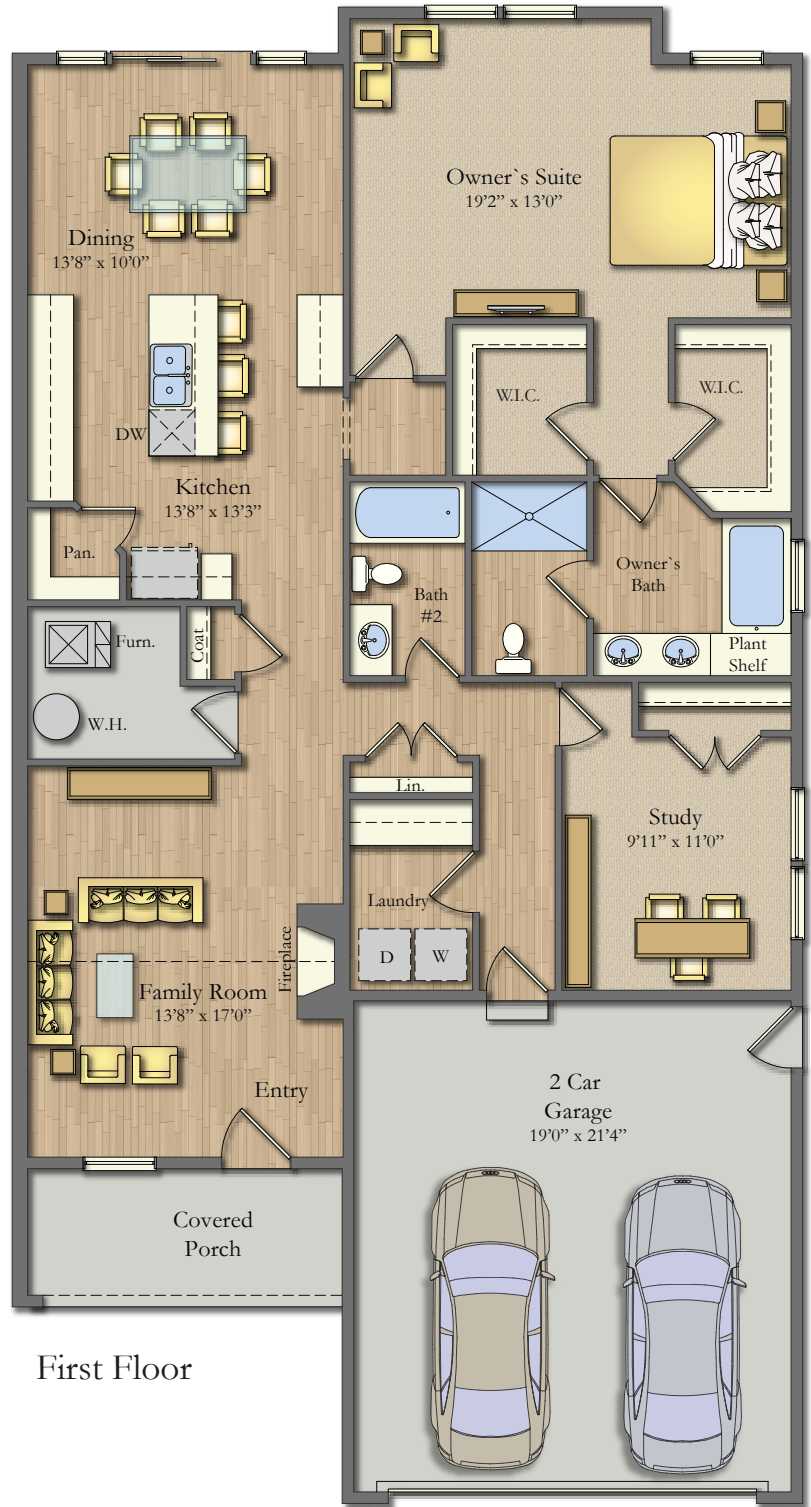 Owner`s Suite
19’2” x 13’0”
Dining
13’8” x 10’0”
W.I.C.
W.I.C.
DW
Kitchen
13’8” x 13’3”
Pan.
Owner`s
Bath
Bath
#2
Furn.
Coat
Plant
Shelf
W.H.
Lin.
Study
9’11” x 11’0”
Laundry
D
W
Fireplace
Family Room
13’8” x 17’0”
Entry
2 Car
Garage
19’0” x 21’4”
Covered
Porch
First Floor